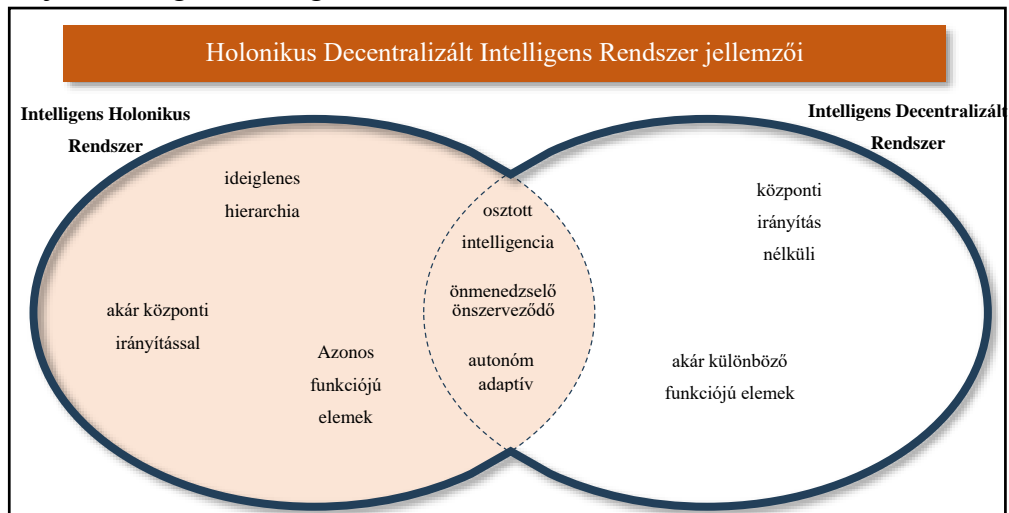 Holonikus Decentralizált Intelligens Rendszer jellemzői
Intelligens Holonikus
Rendszer
Intelligens Decentralizált
Rendszer
ideiglenes
hierarchia
akár központi
irányítással
Azonos
funkciójú
elemek
osztott
intelligencia
önmenedzselő
önszerveződő
autonóm
adaptív
központi
irányítás
nélküli
akár különböző
funkciójú elemek